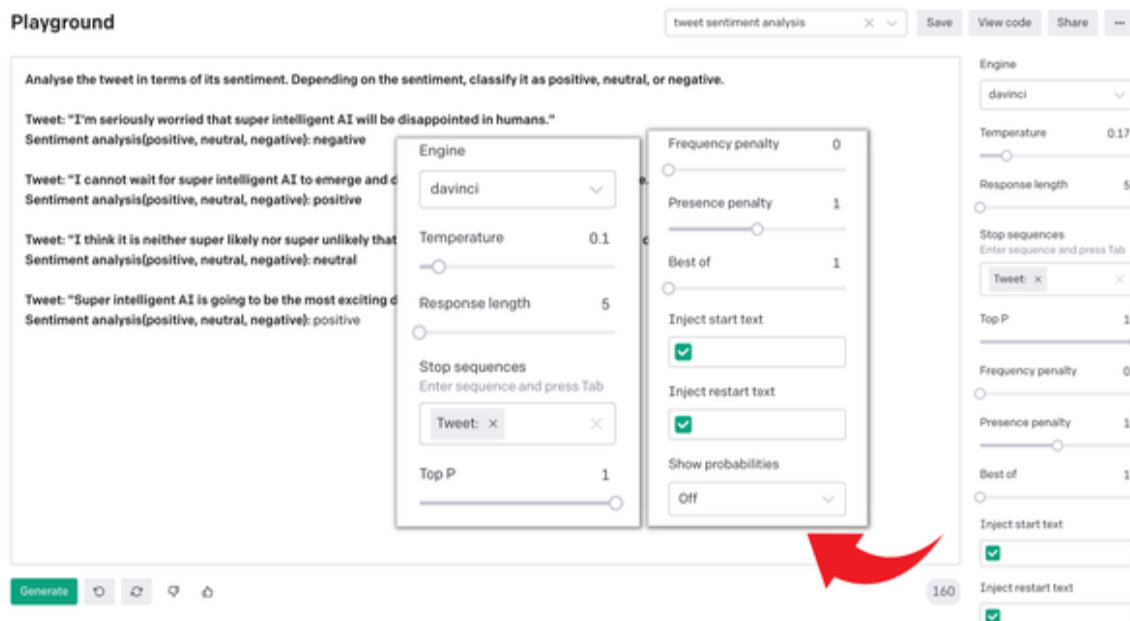 Playground
tweet sentiment analysis
Save
View code
Share
Analyse the tweet in terms of its sentiment. Depending on the sentiment, classify it as positive, neutral, or negative.
Tweet: "I'm seriously worried that super intelligent AI will be disappointed in humans."
Sentiment analysis(positive, neutral, negative): negative
Tweet: "I cannot wait for super intelligent AI to emerge and d
e.
Sentiment analysis(positive, neutral, negative): positive
Tweet: "I think it is neither super likely nor super unlikely that
Sentiment analysis(positive, neutral, negative): neutral
Tweet: "Super intelligent AI is going to be the most exciting d
Sentiment analysis(positive, neutral, negative): positive
Engine
davinci
Temperature 0.1
Response length 5
Stop sequences
Enter sequence and press Tab
Tweet:
Top P 1
Frequency penalty 0
Presence penalty 1
Best of 1
Inject start text
Inject restart text
Show probabilities
Off
Engine
davinci
Temperature 0.17
Response length 5
Stop sequences
Enter sequence and press Tab
Tweet:
Top P 1
Frequency penalty 0
Presence penalty 1
Best of 1
Inject start text
Inject restart text
Generate
160